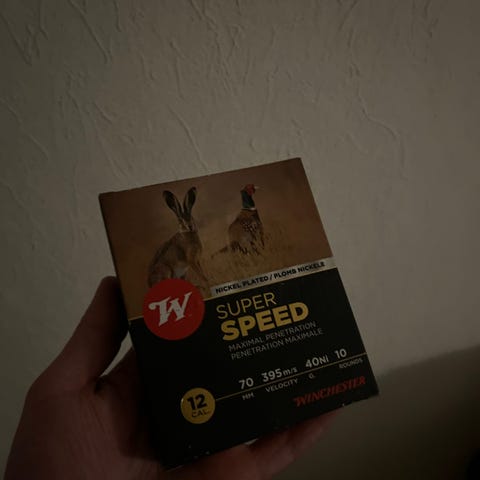 NICKEL PLATED / PLOMB NICKELÉ
W
SUPER
SPEED
MAXIMAL PENETRATION
PENETRATION MAXIMALE
70 395m/s 40Ni 10
MM VELOCITY G. ROUNDS
12
CAL.
WINCHESTER